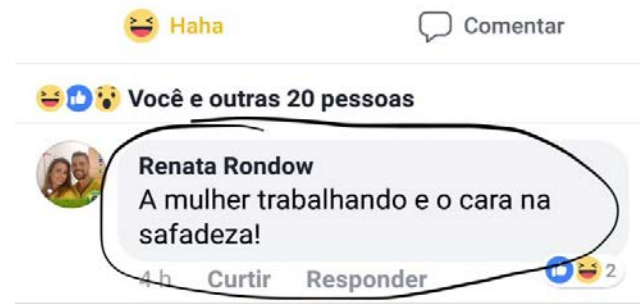 Haha Comentar
Você e outras 20 pessoas
Renata Rondow
A mulher trabalhando e o cara na
safadeza!
4 h Curtir Responder 2